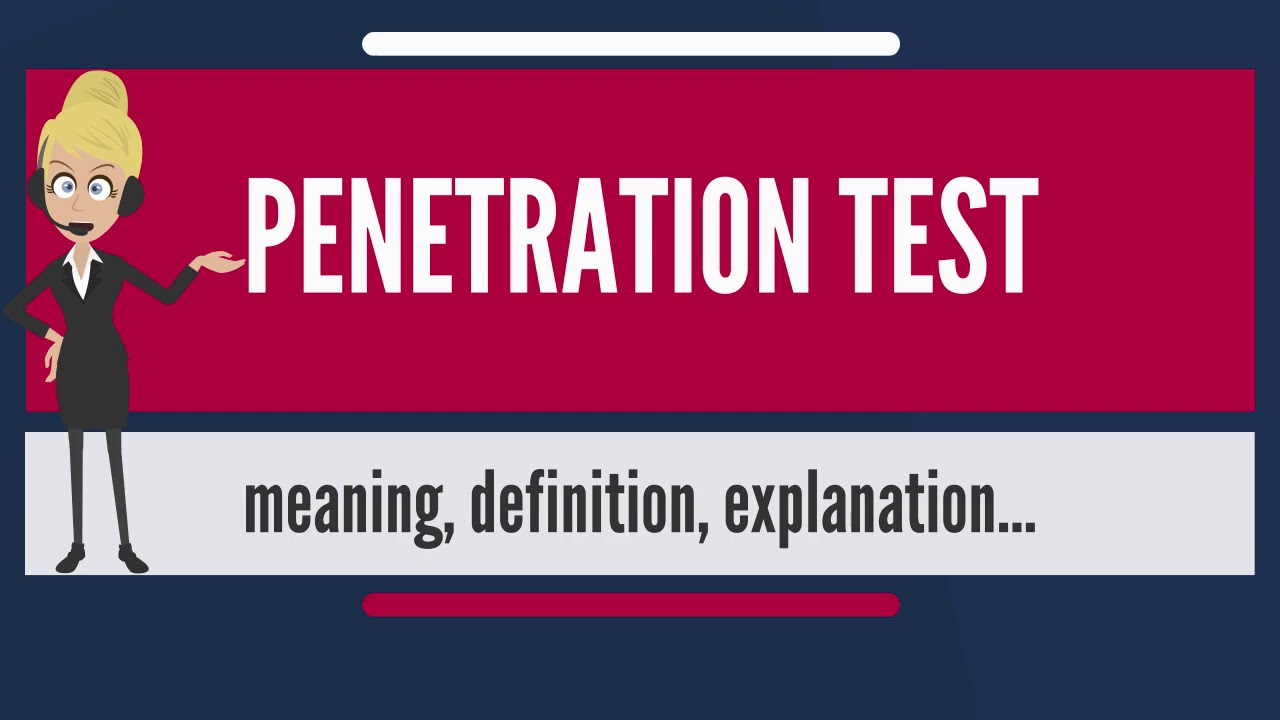 PENETRATION TEST
meaning, definition, explanation...